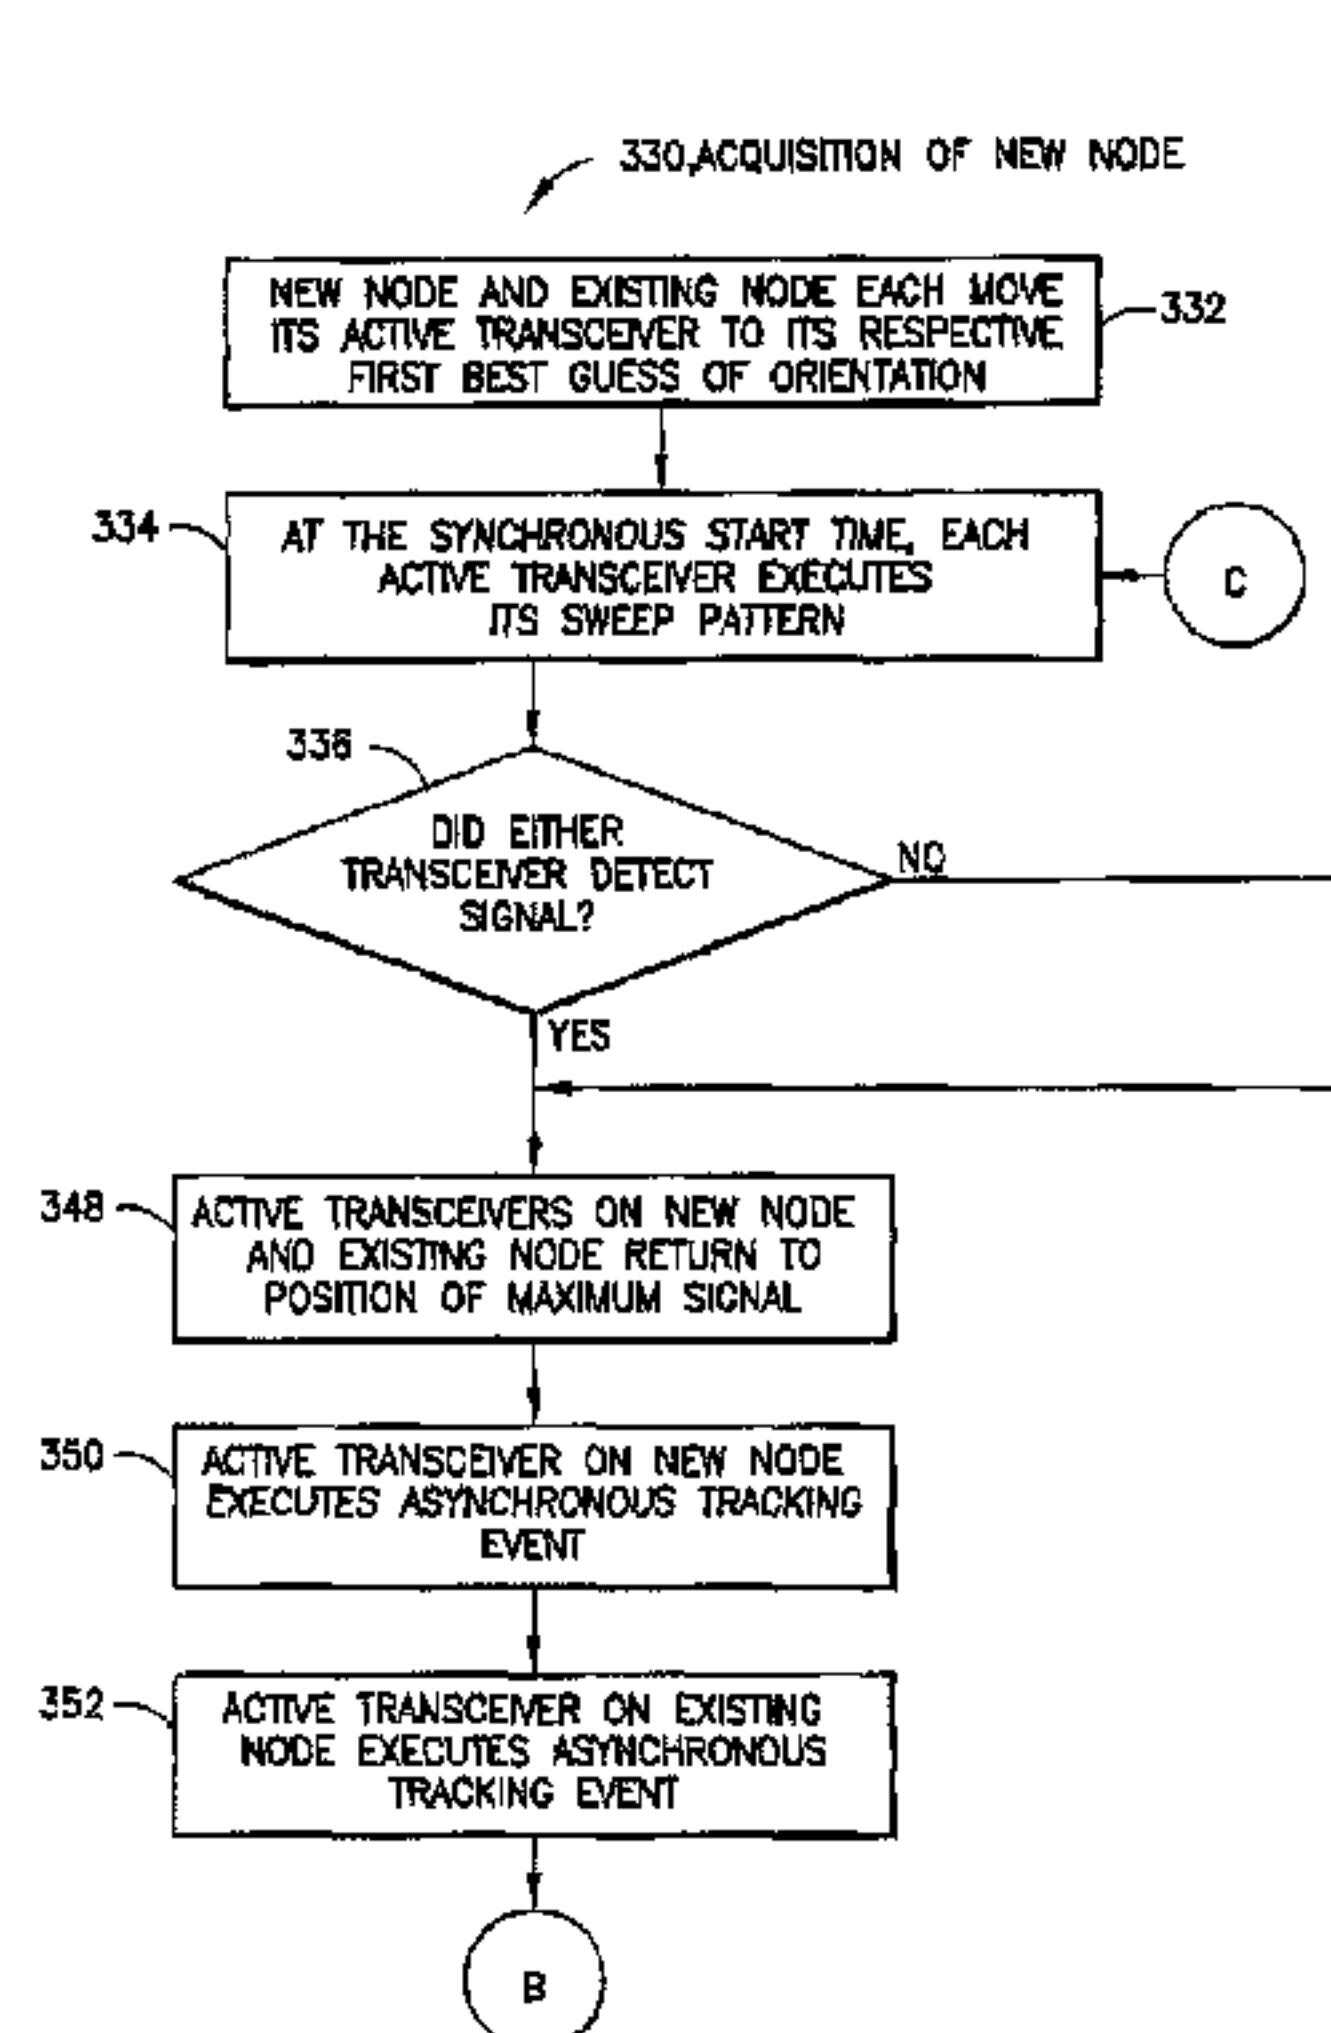 330,ACQUISITION OF NEW NODE
NEW NODE AND EXISTING NODE EACH MOVE
ITS ACTIVE TRANSCEIVER TO ITS RESPECTIVE
FIRST BEST GUESS OF ORIENTATION
332
334
AT THE SYNCHRONOUS START TIME, EACH
ACTIVE TRANSCEIVER EXECUTES
ITS SWEEP PATTERN
C
336
DID EITHER
TRANSCEIVER DETECT
SIGNAL?
NO
YES
348
ACTIVE TRANSCEIVERS ON NEW NODE
AND EXISTING NODE RETURN TO
POSITION OF MAXIMUM SIGNAL
350
ACTIVE TRANSCEIVER ON NEW NODE
EXECUTES ASYNCHRONOUS TRACKING
EVENT
352
ACTIVE TRANSCEIVER ON EXISTING
NODE EXECUTES ASYNCHRONOUS
TRACKING EVENT
B